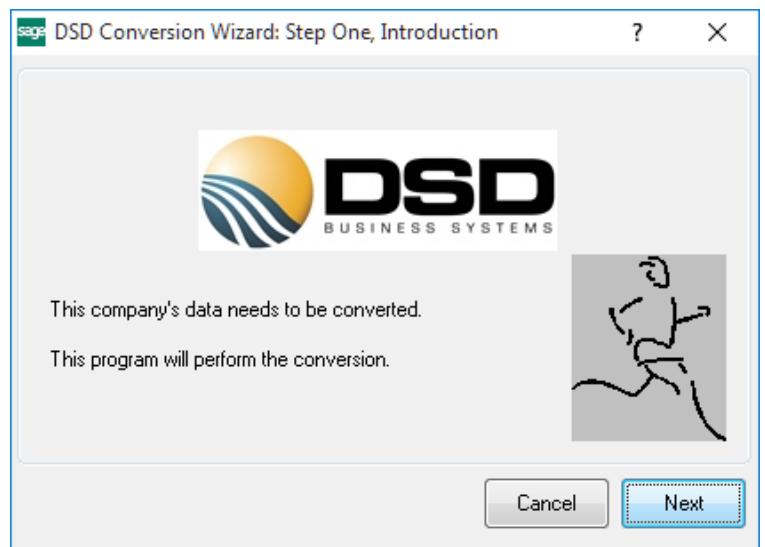 sage DSD Conversion Wizard: Step One, Introduction ?
DSD
BUSINESS SYSTEMS
This company's data needs to be converted.
This program will perform the conversion.
Cancel Next